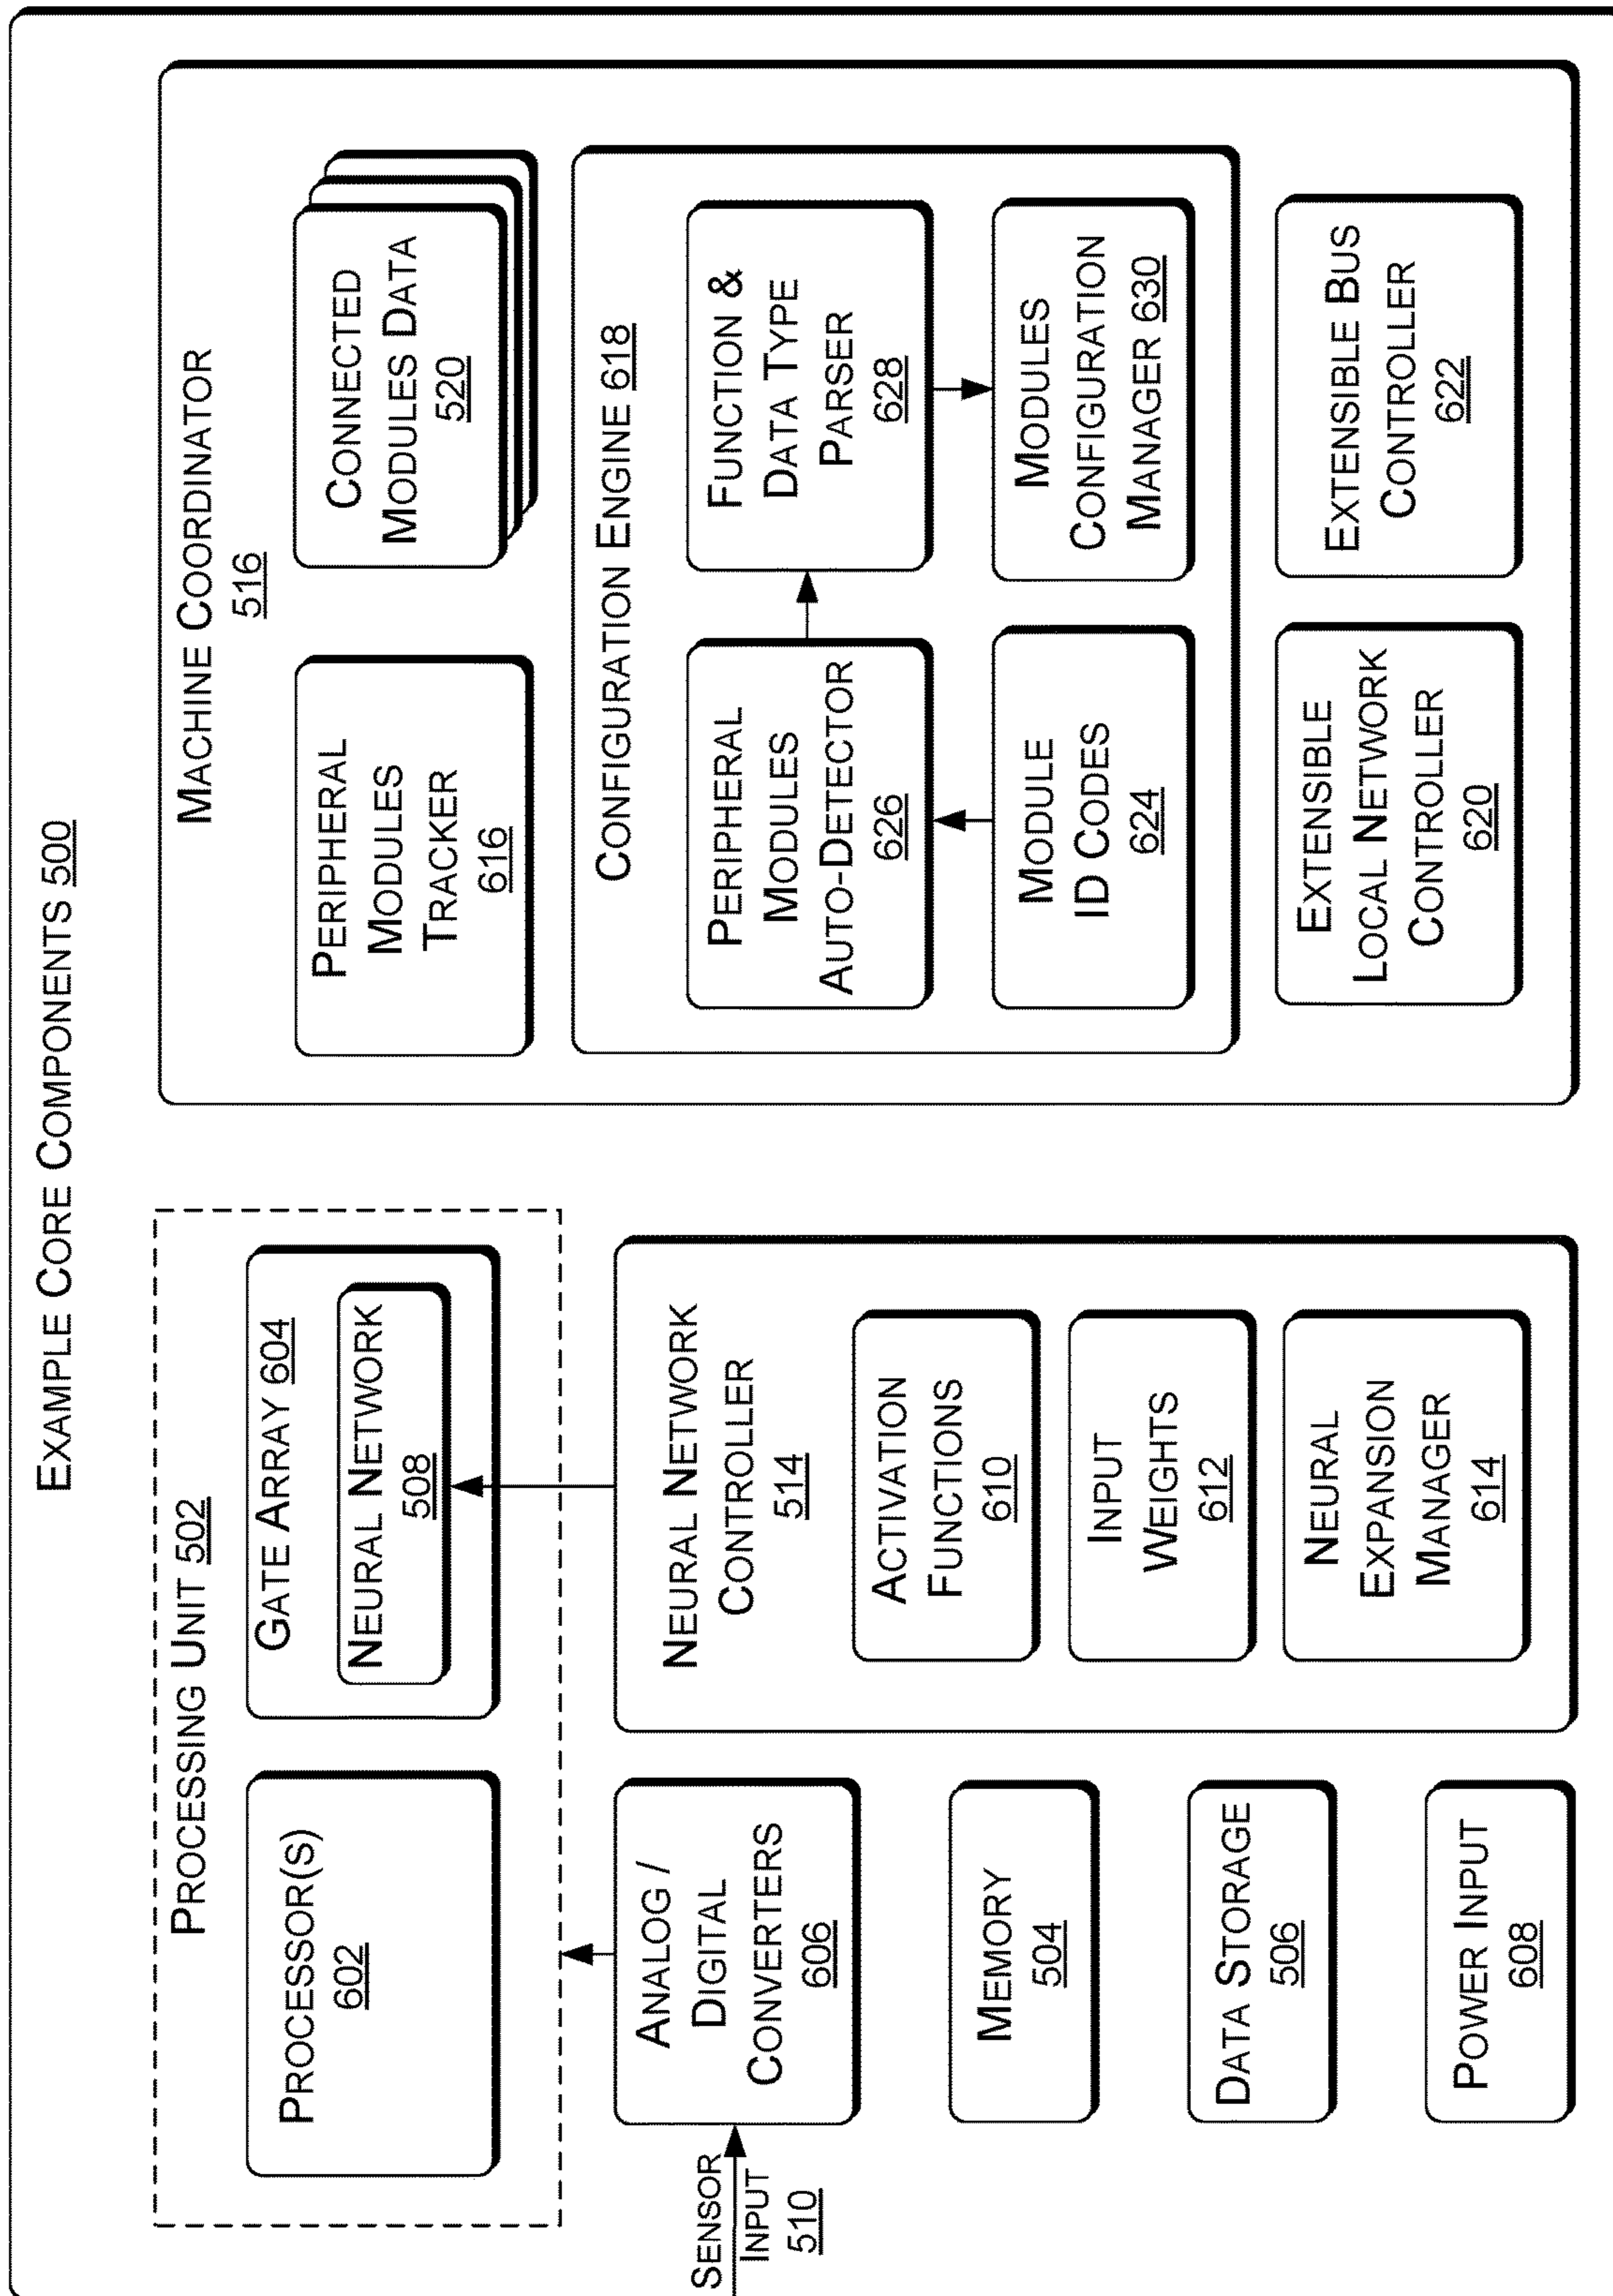 EXAMPLE CORE COMPONENTS 500
PROCESSING UNIT 502
PROCESSOR(S)
602
GATE ARRAY 604
NEURAL NETWORK
508
SENSOR
INPUT
510
ANALOG /
DIGITAL
CONVERTERS
606
MEMORY
504
DATA STORAGE
506
POWER INPUT
608
NEURAL NETWORK
CONTROLLER
514
ACTIVATION
FUNCTIONS
610
INPUT
WEIGHTS
612
NEURAL
EXPANSION
MANAGER
614
MACHINE COORDINATOR
516
PERIPHERAL
MODULES
TRACKER
616
CONNECTED
MODULES DATA
520
CONFIGURATION ENGINE 618
PERIPHERAL
MODULES
AUTO-DETECTOR
626
FUNCTION &
DATA TYPE
PARSER
628
MODULE
ID CODES
624
MODULES
CONFIGURATION
MANAGER 630
EXTENSIBLE
LOCAL NETWORK
CONTROLLER
620
EXTENSIBLE BUS
CONTROLLER
622